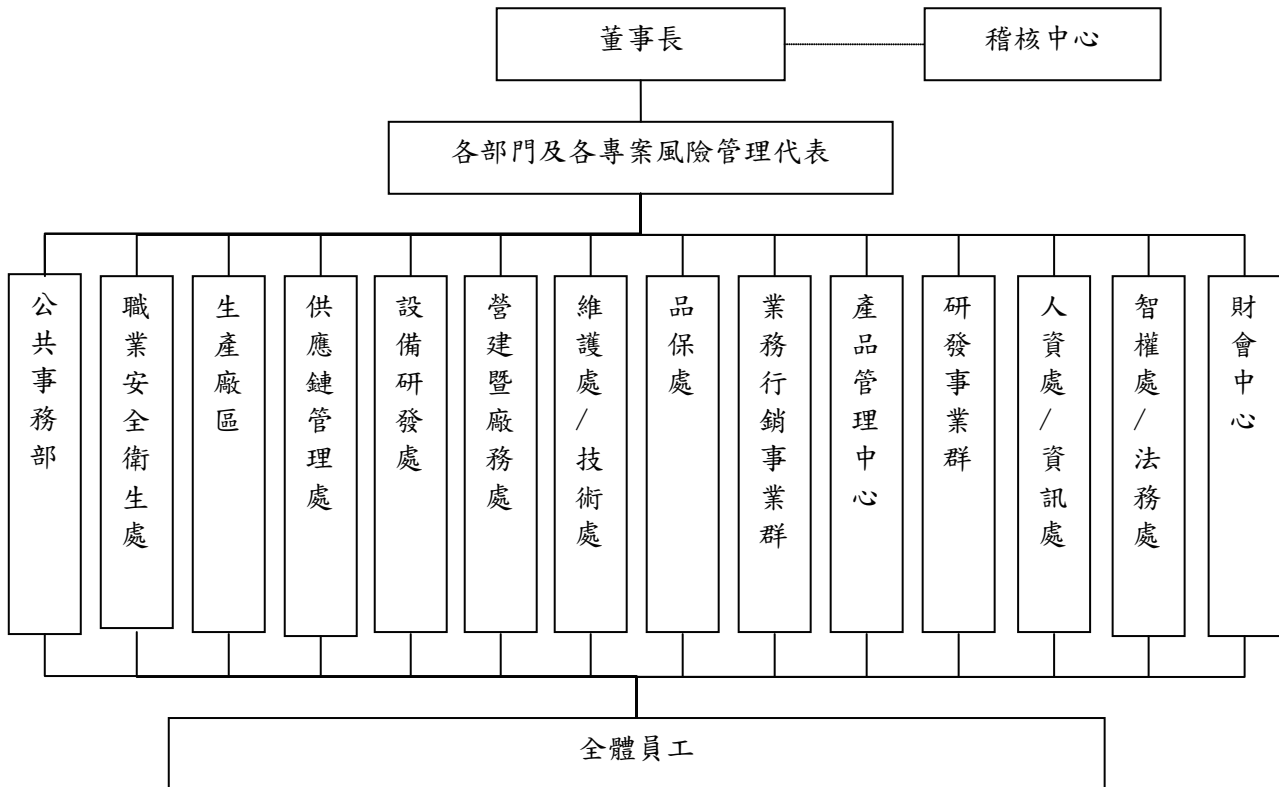 董事長
稽核中心
各部門及各專案風險管理代表
公共事務部
職業安全衛生處
生產廠區
供應鏈管理處
設備研發處
營建暨廠務處
維護處/技術處
品保處
業務行銷事業群
產品管理中心
研發事業群
人資處/資訊處
智權處/法務處
財會中心
全體員工